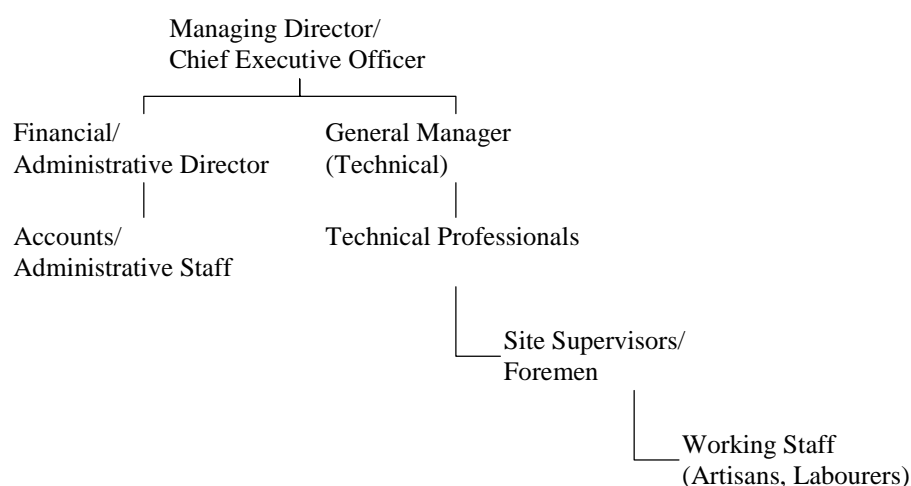 Managing Director/
Chief Executive Officer
Financial/
Administrative Director
General Manager
(Technical)
Accounts/
Administrative Staff
Technical Professionals
Site Supervisors/
Foremen
Working Staff
(Artisans, Labourers)